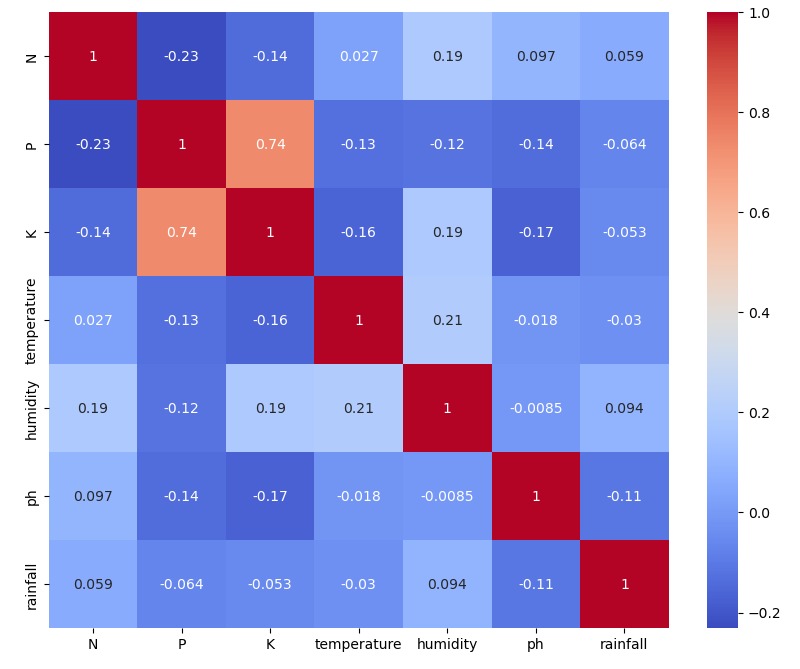 N 1 -0.23 -0.14 0.027 0.19 0.097 0.059
P -0.23 1 0.74 -0.13 -0.12 -0.14 -0.064
K -0.14 0.74 1 -0.16 0.19 -0.17 -0.053
temperature 0.027 -0.13 -0.16 1 0.21 -0.018 -0.03
humidity 0.19 -0.12 0.19 0.21 1 -0.0085 0.094
ph 0.097 -0.14 -0.17 -0.018 -0.0085 1 -0.11
rainfall 0.059 -0.064 -0.053 -0.03 0.094 -0.11 1
N P K temperature humidity ph rainfall
1.0
0.8
0.6
0.4
0.2
0.0
−0.2